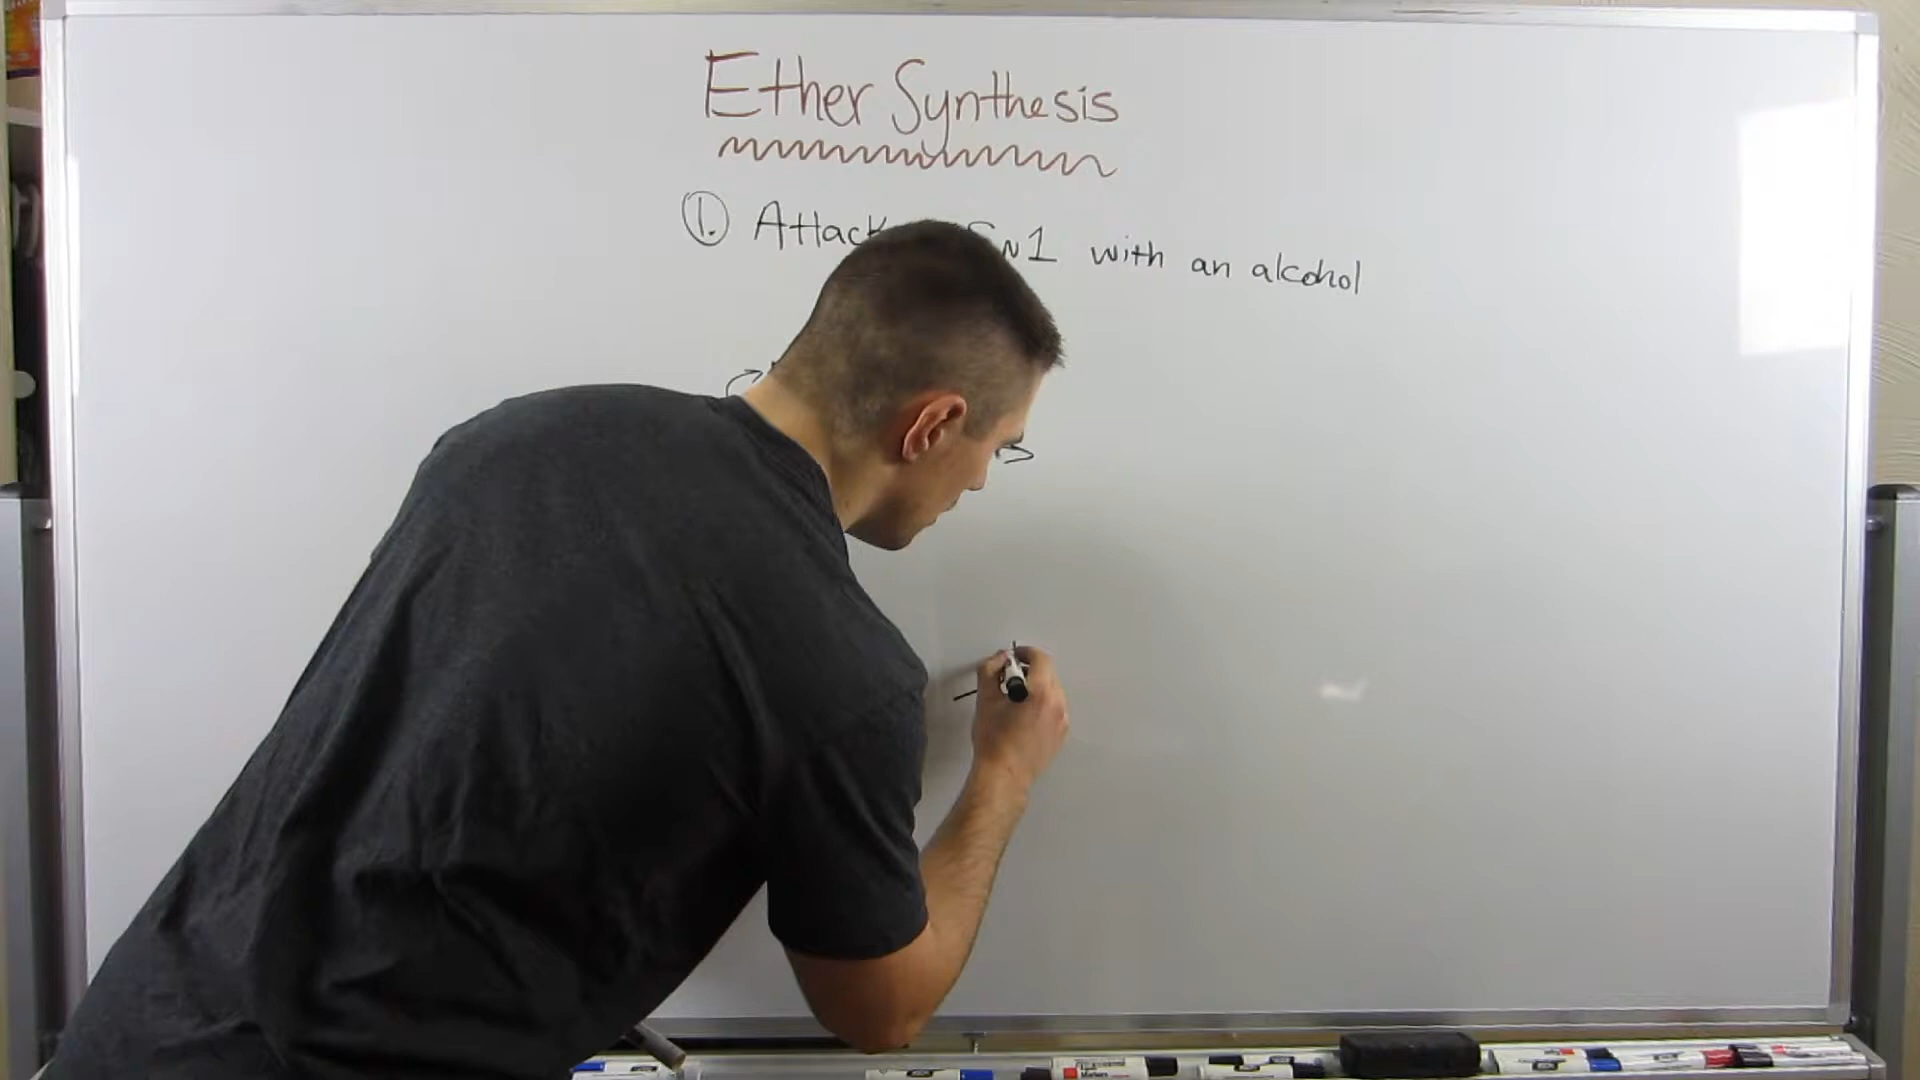 Ether Synthesis
1. Attack SN1 with an alcohol